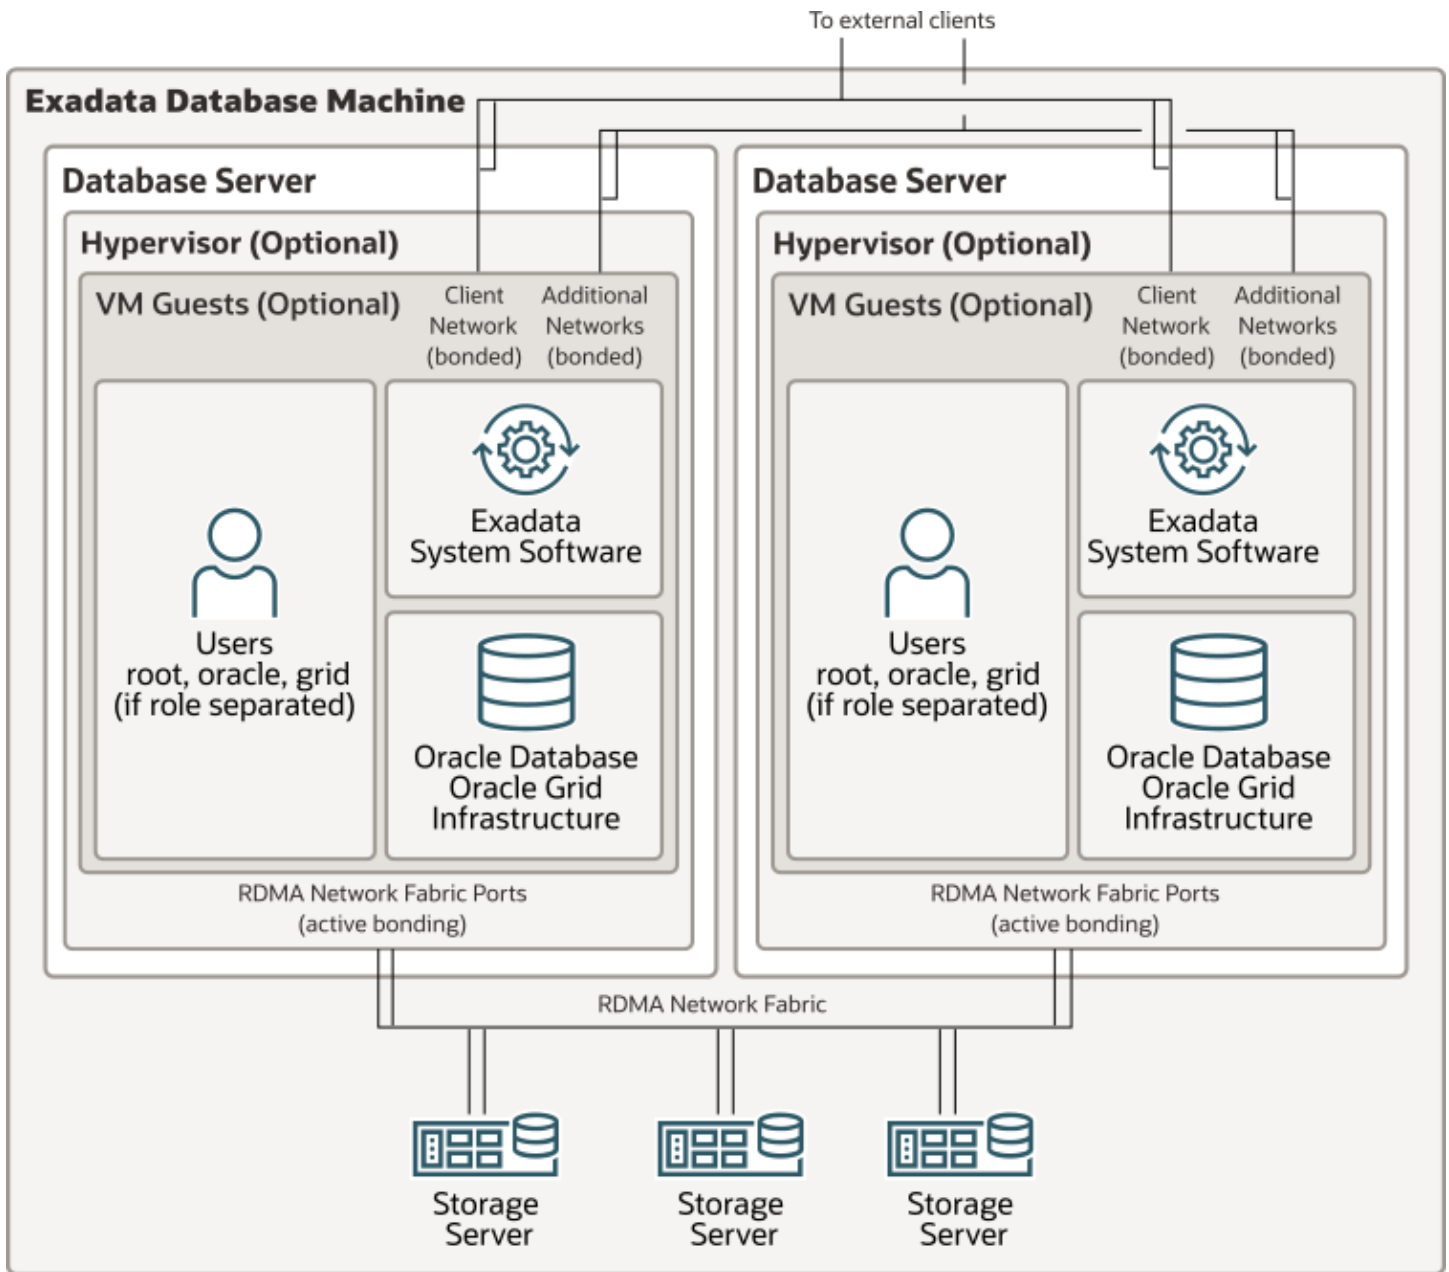 To external clients
Exadata Database Machine
Database Server
Hypervisor (Optional)
VM Guests (Optional)
Client
Network
(bonded)
Additional
Networks
(bonded)
Users
root, oracle, grid
(if role separated)
Exadata
System Software
Oracle Database
Oracle Grid
Infrastructure
RDMA Network Fabric Ports
(active bonding)
Database Server
Hypervisor (Optional)
VM Guests (Optional)
Client
Network
(bonded)
Additional
Networks
(bonded)
Users
root, oracle, grid
(if role separated)
Exadata
System Software
Oracle Database
Oracle Grid
Infrastructure
RDMA Network Fabric Ports
(active bonding)
RDMA Network Fabric
Storage
Server
Storage
Server
Storage
Server